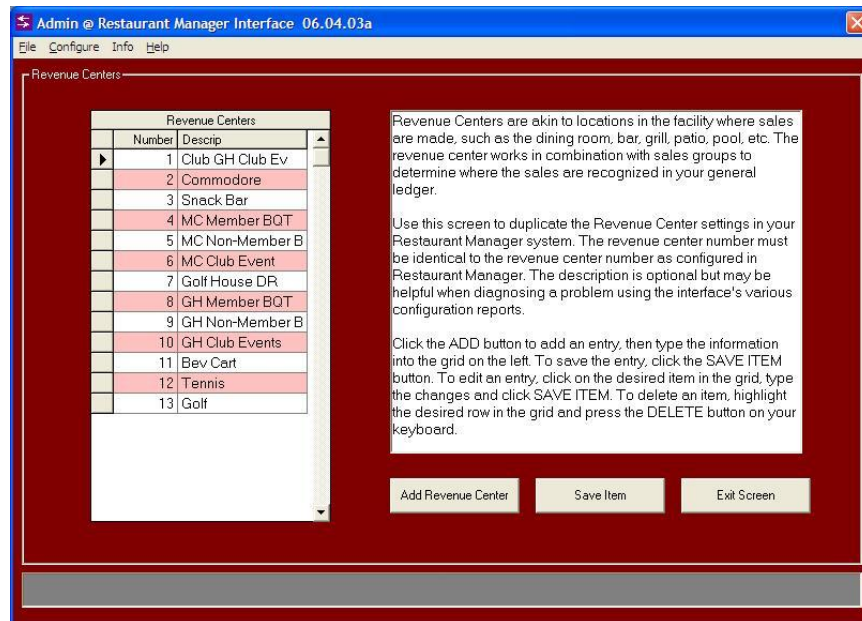 Admin @ Restaurant Manager Interface 06.04.03a
File Configure Info Help
Revenue Centers
Revenue Centers
Number Descrip
1 Club GH Club Ev
2 Commodore
3 Snack Bar
4 MC Member BQT
5 MC Non-Member B
6 MC Club Event
7 Golf House DR
8 GH Member BQT
9 GH Non-Member B
10 GH Club Events
11 Bev Cart
12 Tennis
13 Golf
Revenue Centers are akin to locations in the facility where sales
are made, such as the dining room, bar, grill, patio, pool, etc. The
revenue center works in combination with sales groups to
determine where the sales are recognized in your general
ledger.
Use this screen to duplicate the Revenue Center settings in your
Restaurant Manager system. The revenue center number must
be identical to the revenue center number as configured in
Restaurant Manager. The description is optional but may be
helpful when diagnosing a problem using the interface's various
configuration reports.
Click the ADD button to add an entry, then type the information
into the grid on the left. To save the entry, click the SAVE ITEM
button. To edit an entry, click on the desired item in the grid, type
the changes and click SAVE ITEM. To delete an item, highlight
the desired row in the grid and press the DELETE button on your
keyboard.
Add Revenue Center Save Item Exit Screen